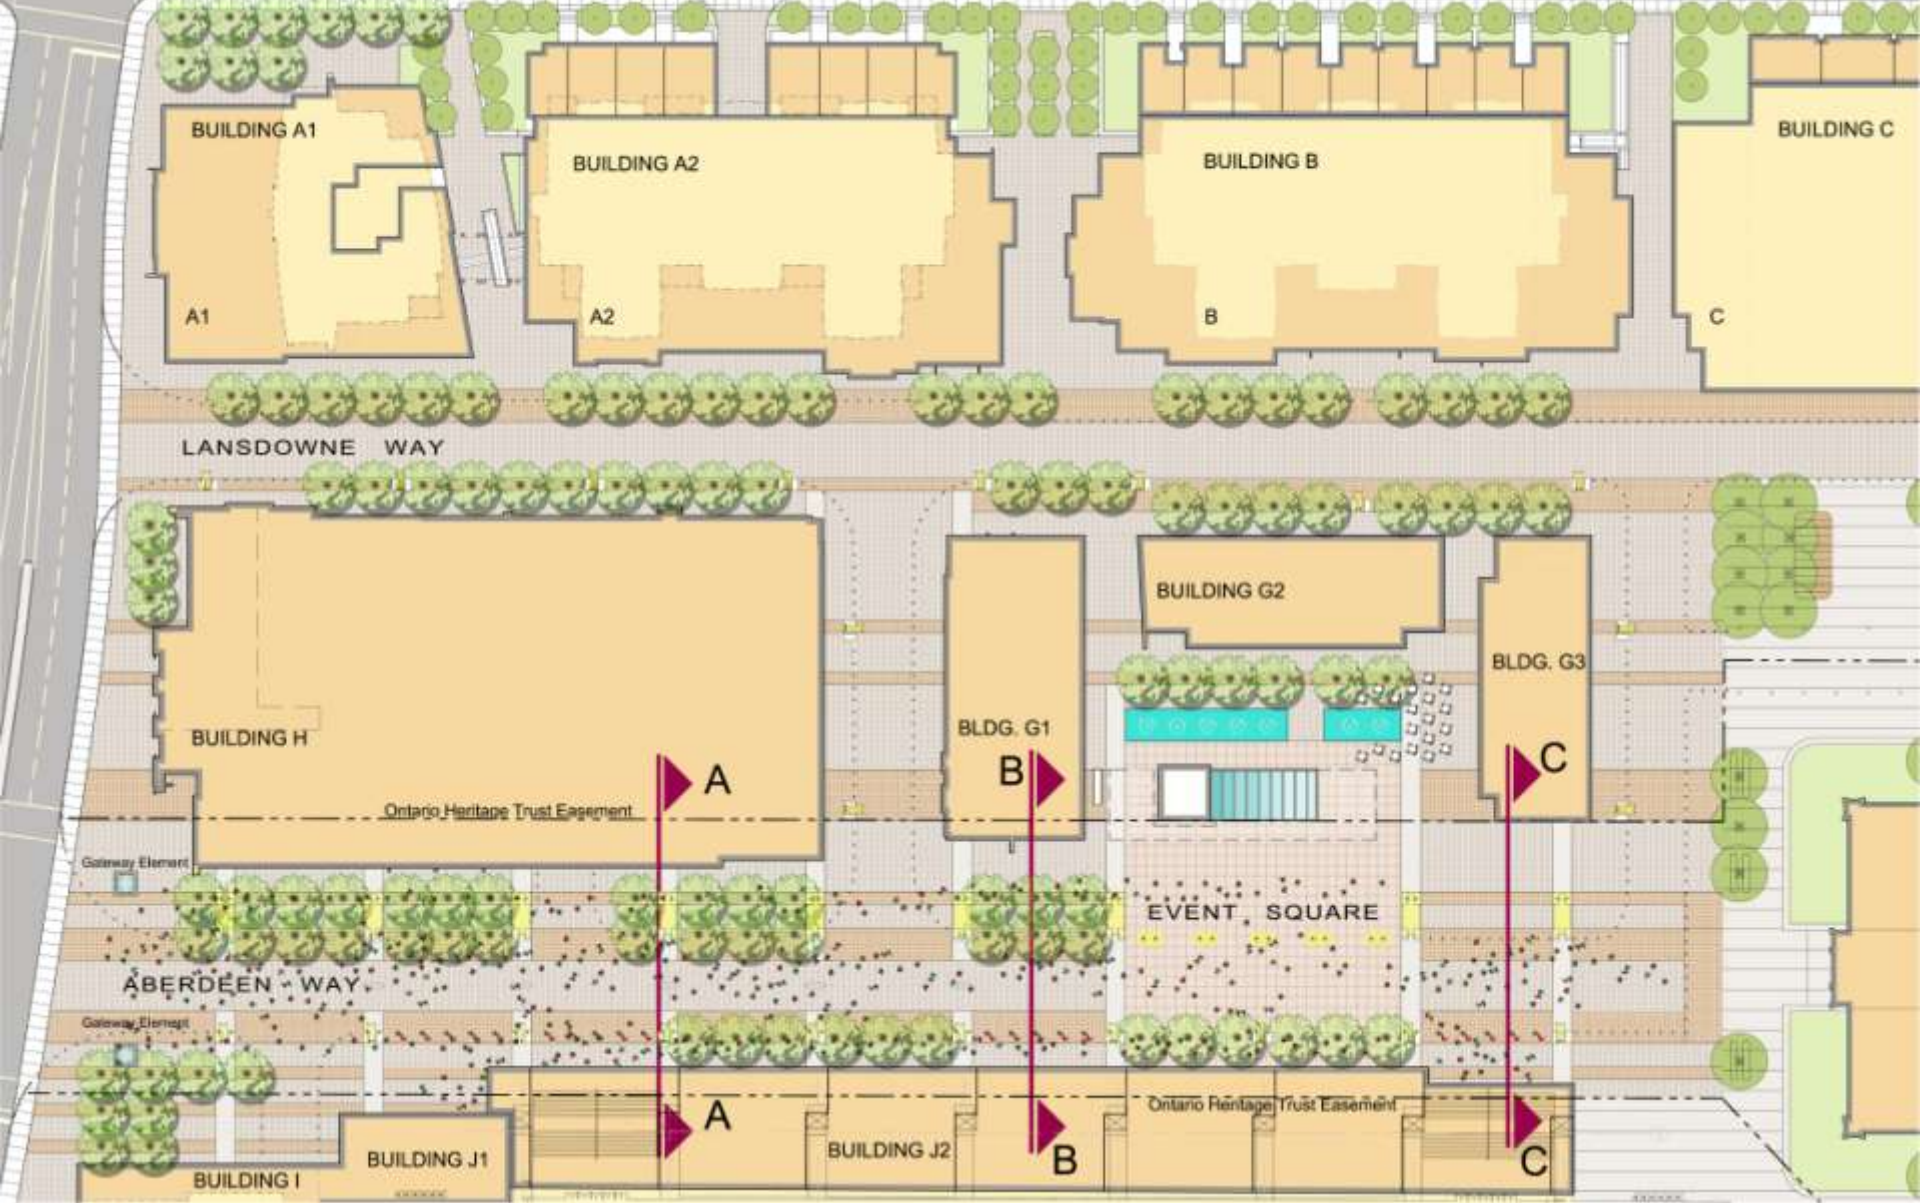 BUILDING A1
BUILDING A2
BUILDING B
BUILDING C
A1
A2
B
C
LANSDOWNE WAY
BUILDING G2
BLDG. G3
BLDG. G1
BUILDING H
A
B
C
Ontario Heritage Trust Easement
Gateway Element
EVENT SQUARE
ABERDEEN WAY
Gateway Element
Ontario Heritage Trust Easement
A
BUILDING J2
BUILDING J1
B
C
BUILDING I